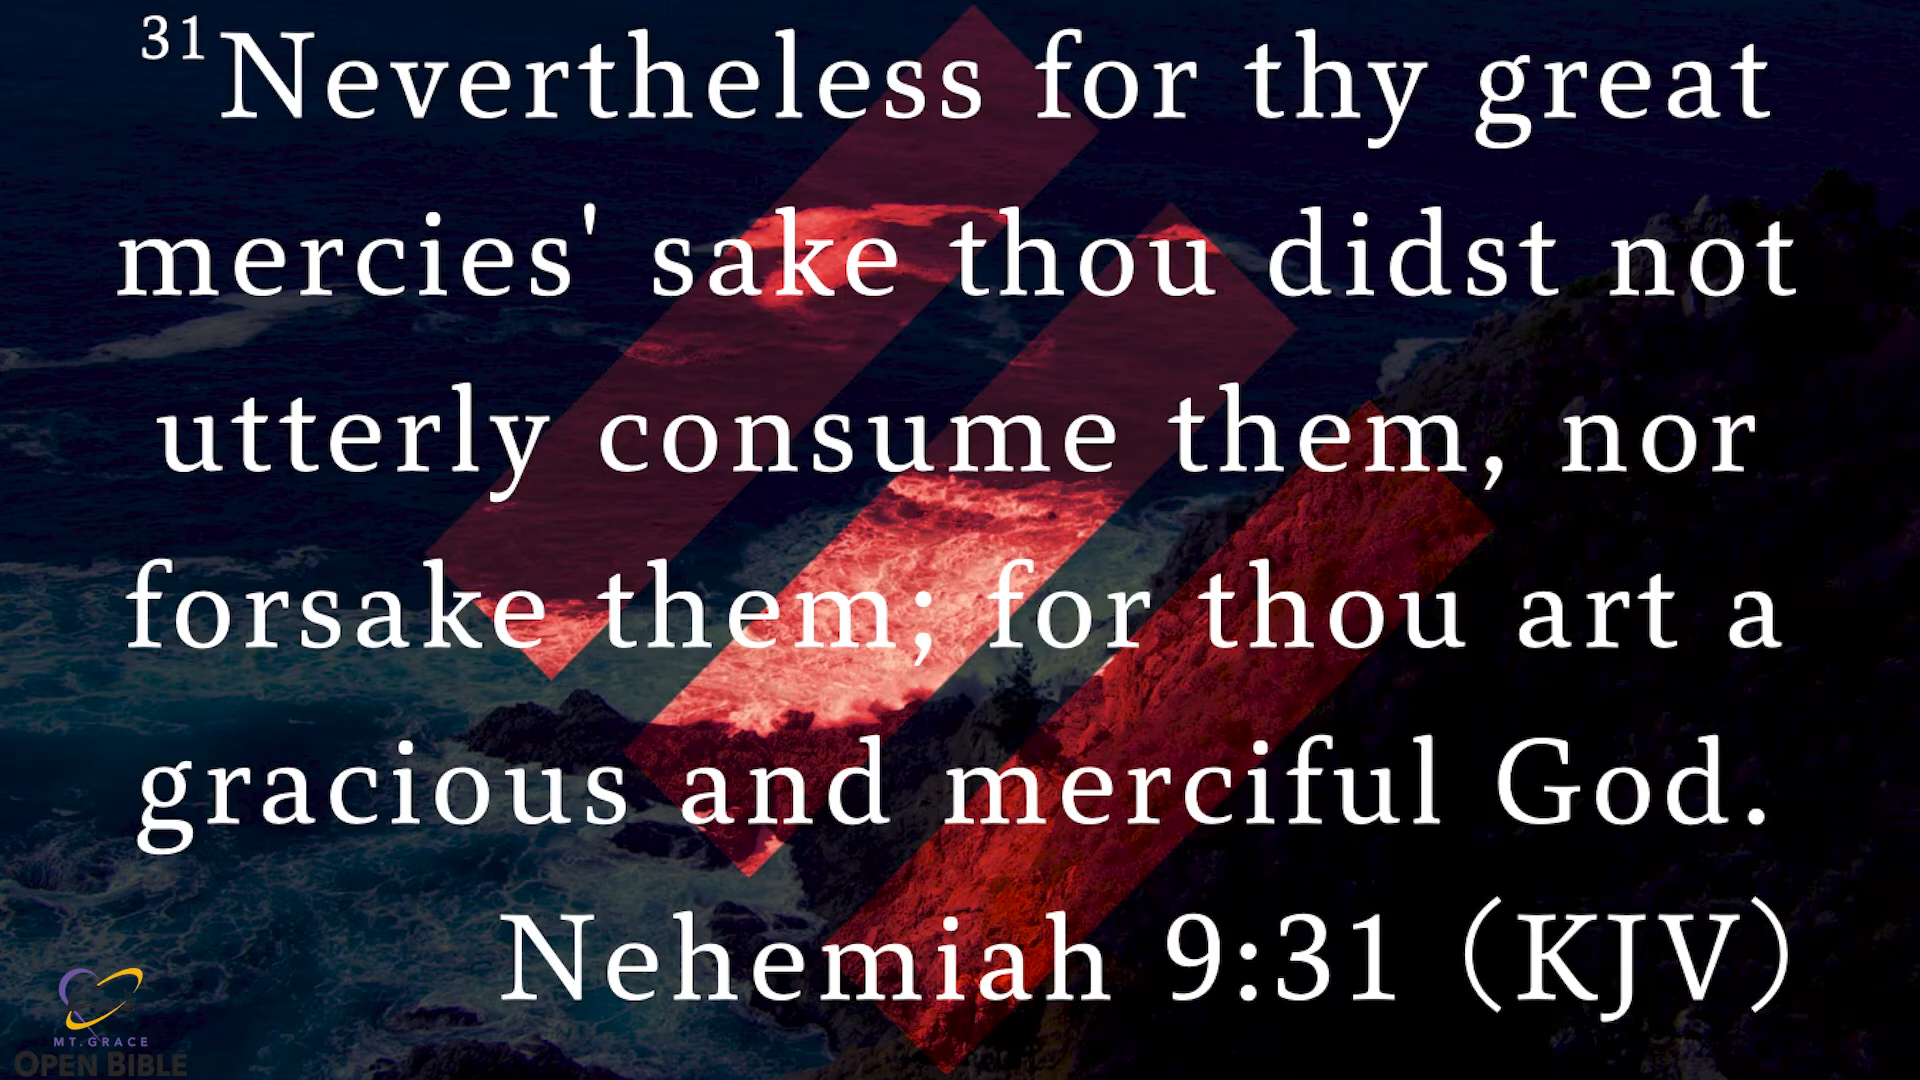 31Nevertheless for thy great
mercies' sake thou didst not
utterly consume them, nor
forsake them; for thou art a
gracious and merciful God.
Nehemiah 9:31 (KJV)
MT.GRACE
OPEN BIBLE